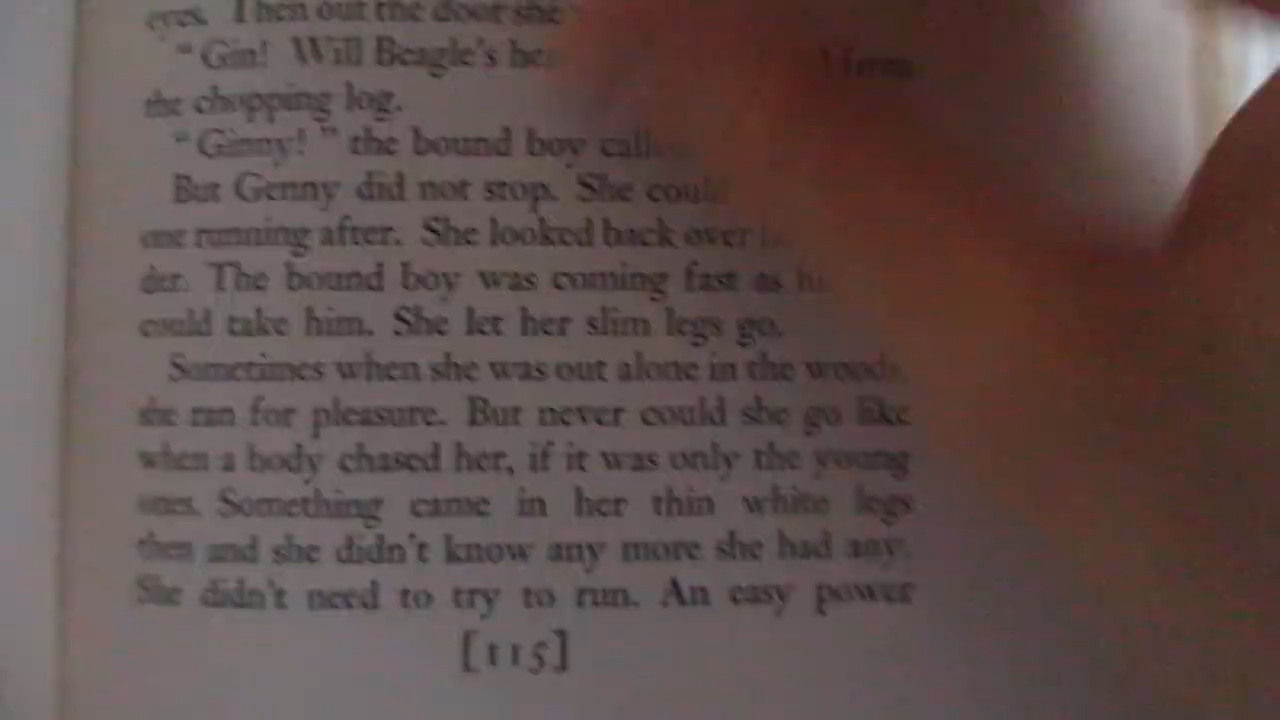 eyes. Then out the door she
"Gin! Will Beagle's
the chopping log.
"Ginny!" the bound boy
But Genny did not stop. She
one running after. She looked back over
der. The bound boy was coming fast as
could take him. She let her slim legs go.
Sometimes when she was out alone in the woods,
she ran for pleasure. But never could she go like
when a body chased her, if it was only the young
ones. Something came in her thin white legs
then and she didn't know any more she had any.
She didn't need to try to run. An easy power
[115]